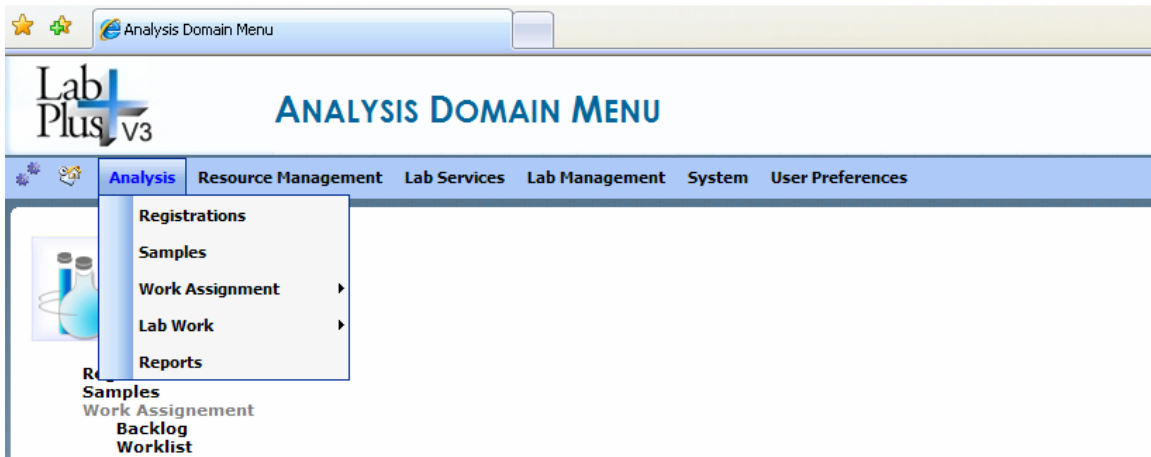 Analysis Domain Menu
Lab
Plus V3
ANALYSIS DOMAIN MENU
Analysis Resource Management Lab Services Lab Management System User Preferences
Registrations
Samples
Work Assignment
Lab Work
Reports
Samples
Work Assignement
Backlog
Worklist